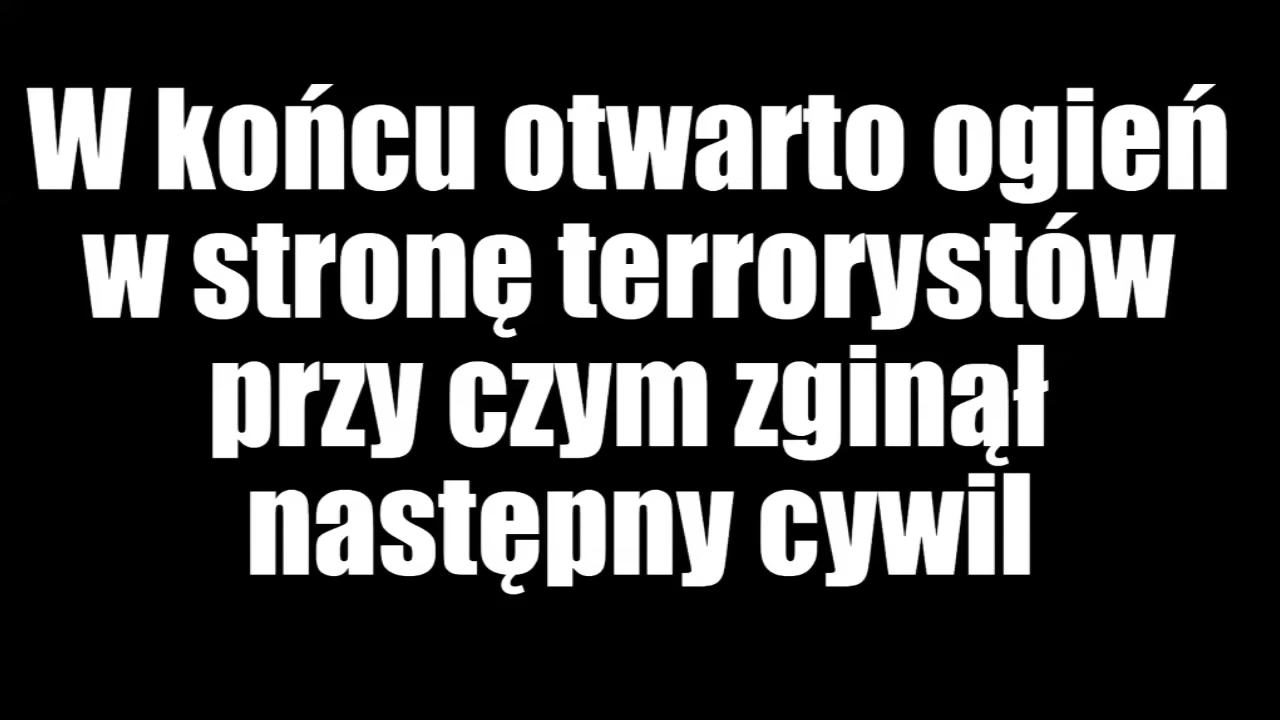 W końcu otwarto ogień
w stronę terrorystów
przy czym zginął
następny cywil